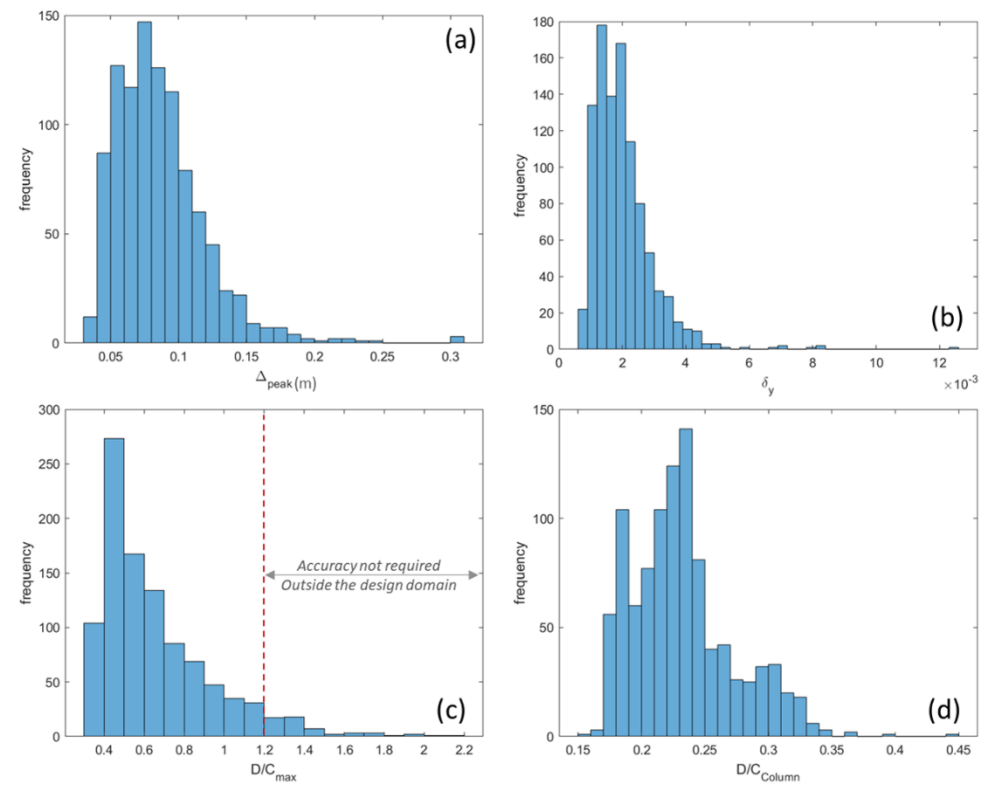 150
100
50
0
frequency
(a)
0.05 0.1 0.15 0.2 0.25 0.3
Δpeak (m)
180
160
140
120
100
80
60
40
20
0
frequency
(b)
0 2 4 6 8 10 12
×10-3
δy
300
250
200
150
100
50
0
frequency
Accuracy not required
Outside the design domain
(c)
0.4 0.6 0.8 1 1.2 1.4 1.6 1.8 2 2.2
D/Cmax
150
100
50
0
frequency
(d)
0.15 0.2 0.25 0.3 0.35 0.4 0.45
D/CColumn